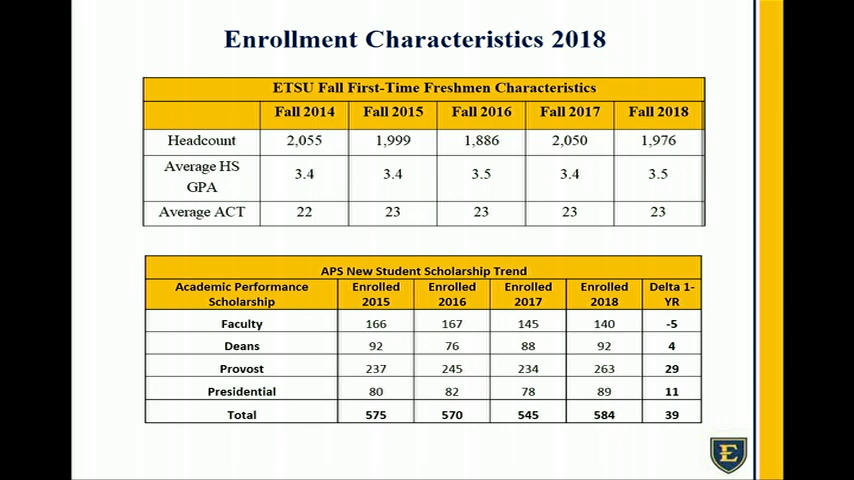 Enrollment Characteristics 2018
ETSU Fall First-Time Freshmen Characteristics
Fall 2014 Fall 2015 Fall 2016 Fall 2017 Fall 2018
Headcount 2,055 1,999 1,886 2,050 1,976
Average HS
GPA 3.4 3.4 3.5 3.4 3.5
Average ACT 22 23 23 23 23
APS New Student Scholarship Trend
Academic Performance Enrolled Enrolled Enrolled Enrolled Delta 1-
Scholarship 2015 2016 2017 2018 YR
Faculty 166 167 145 140 -5
Deans 92 76 88 92 4
Provost 237 245 234 263 29
Presidential 80 82 78 89 11
Total 575 570 545 584 39
E